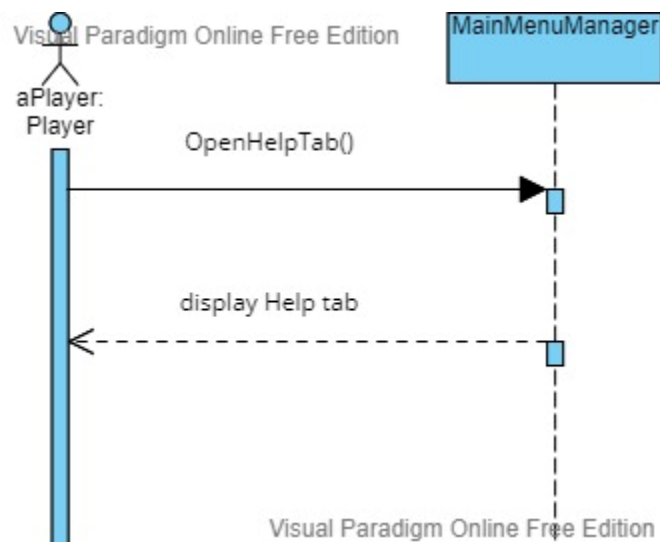 Visual Paradigm Online Free Edition
MainMenuManager
aPlayer:
Player
OpenHelpTab()
display Help tab
Visual Paradigm Online Free Edition